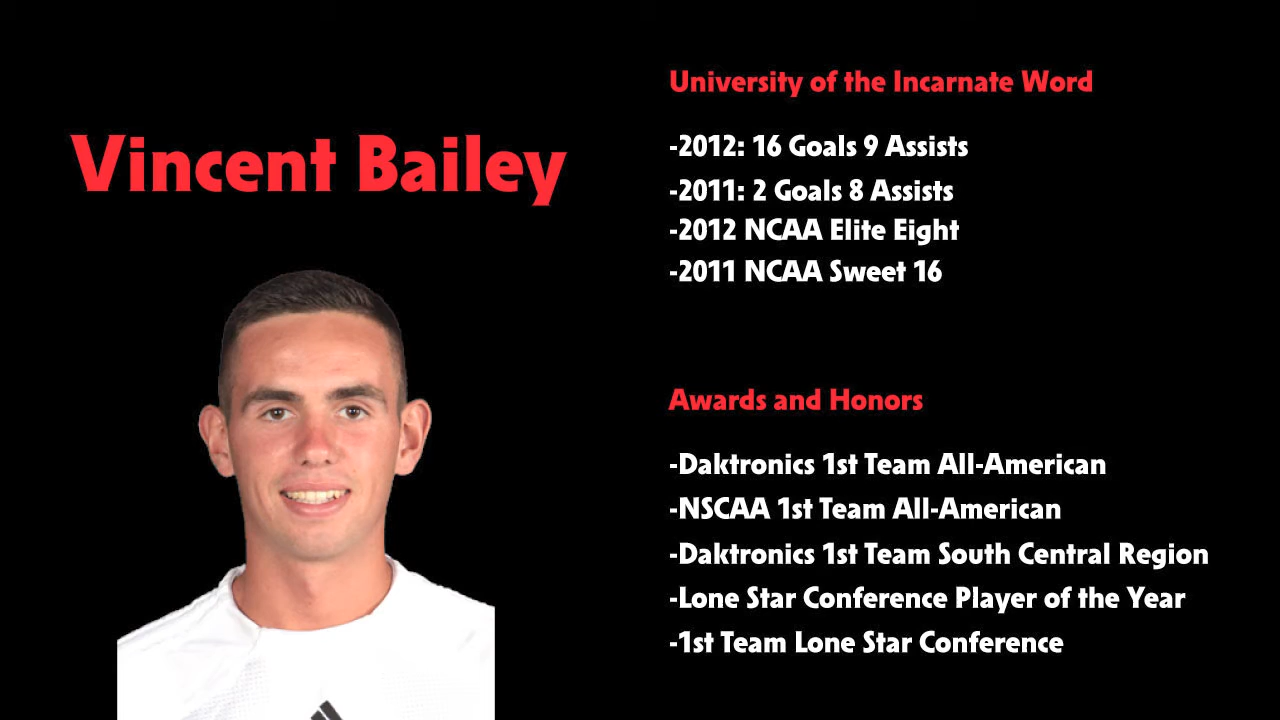 Vincent Bailey
University of the Incarnate Word
-2012: 16 Goals 9 Assists
-2011: 2 Goals 8 Assists
-2012 NCAA Elite Eight
-2011 NCAA Sweet 16
Awards and Honors
-Daktronics 1st Team All-American
-NSCAA 1st Team All-American
-Daktronics 1st Team South Central Region
-Lone Star Conference Player of the Year
-1st Team Lone Star Conference